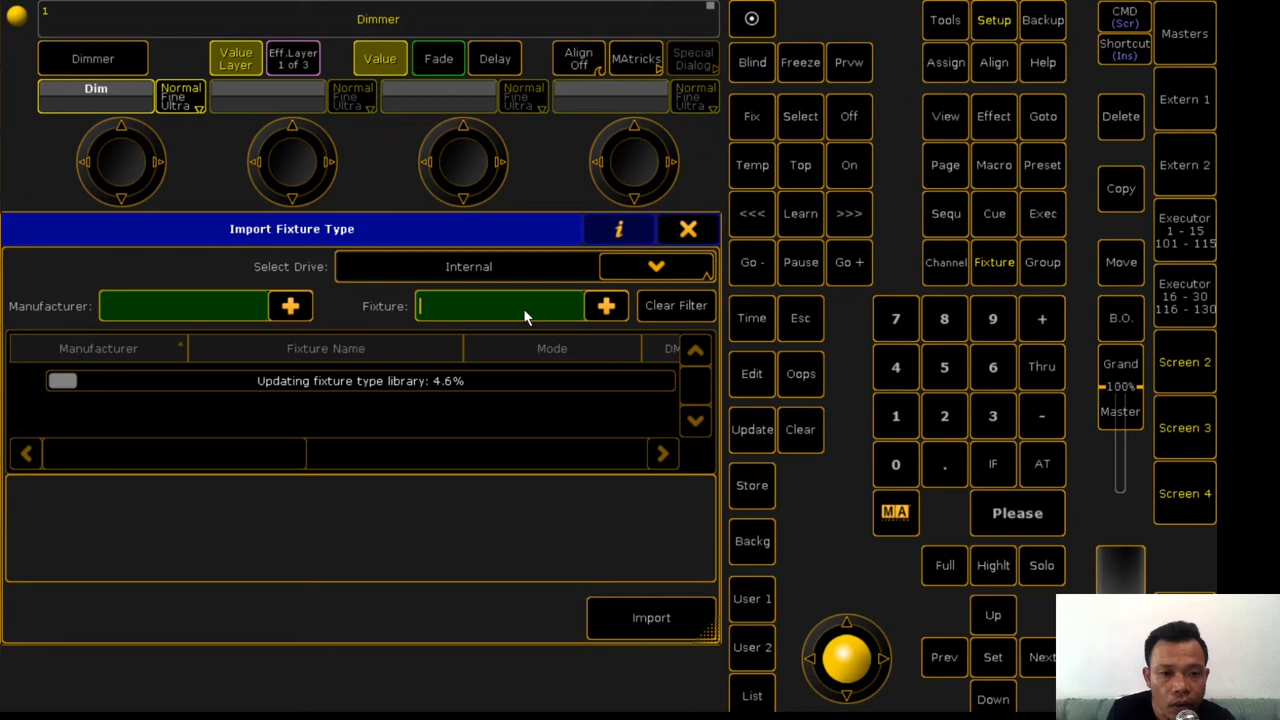 1
Dimmer
Dimmer
Value
Layer
Eff.Layer
1 of 3
Value
Fade
Delay
Align
Off
MAtricks
Special
Dialog
Dim
Normal
Fine
Ultra
Normal
Fine
Ultra
Normal
Fine
Ultra
Normal
Fine
Ultra
Import Fixture Type
i
Select Drive:
Internal
Manufacturer:
Fixture:
Clear Filter
Manufacturer
Fixture Name
Mode
DM
Updating fixture type library: 4.6%
Import
Tools
Setup
Backup
Blind
Freeze
Prvw
Assign
Align
Help
Fix
Select
Off
View
Effect
Goto
Temp
Top
On
Page
Macro
Preset
<<<
Learn
>>>
Sequ
Cue
Exec
Go -
Pause
Go +
Channel
Fixture
Group
Time
Esc
7
8
9
+
Edit
Oops
4
5
6
Thru
Update
Clear
1
2
3
-
Store
0
.
IF
AT
MA
LIGHTING
Please
Backg
Full
Highlt
Solo
User 1
Up
User 2
Prev
Set
Next
List
Down
CMD
(Scr)
Shortcut
(Ins)
Delete
Copy
Move
B.O.
Grand
100%
Master
Masters
Extern 1
Extern 2
Executor
1 - 15
101 - 115
Executor
16 - 30
116 - 130
Screen 2
Screen 3
Screen 4